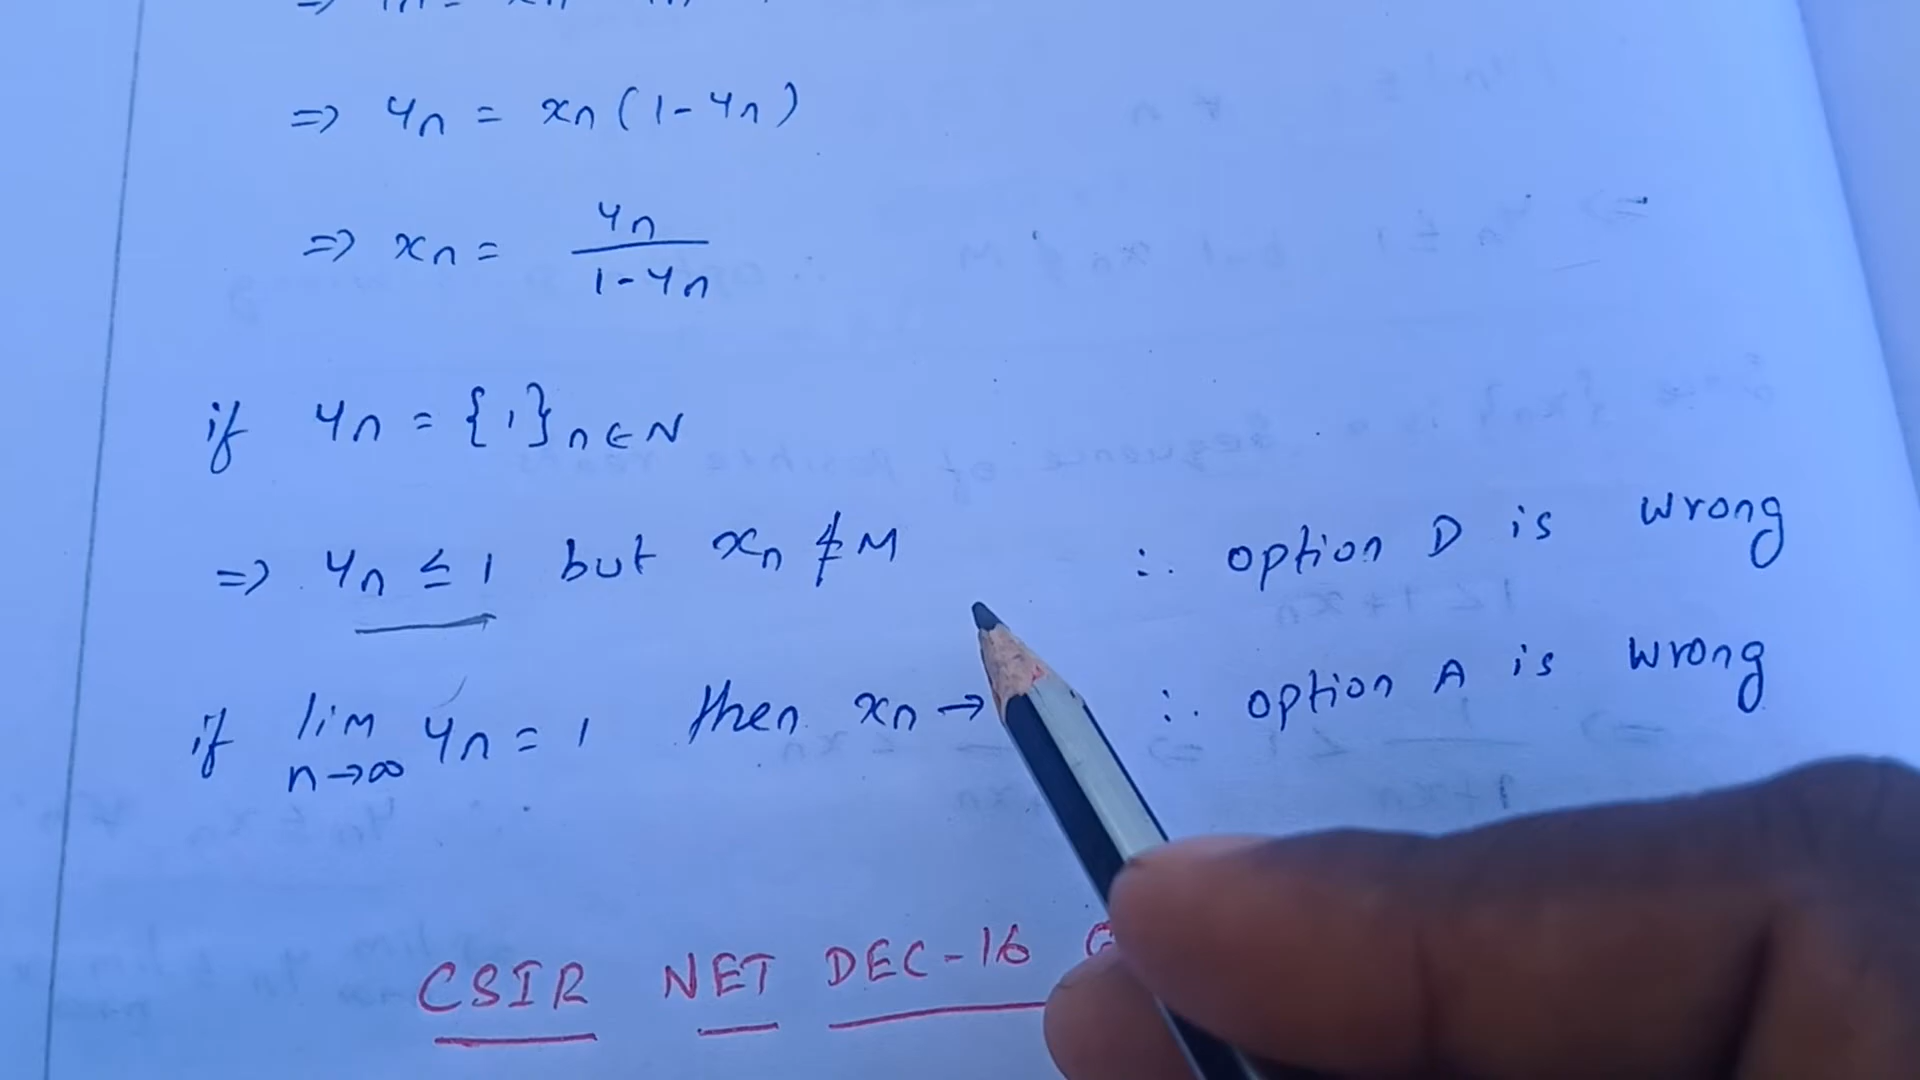 ⇒ yn = xn (1 - yn)
⇒ xn = yn / 1 - yn
if yn = {1} n ∈ N
⇒ yn ≤ 1 but xn ≰ M ∴ option D is wrong
if lim n→∞ yn = 1 then xn → ∴ option A is wrong
CSIR NET DEC-16